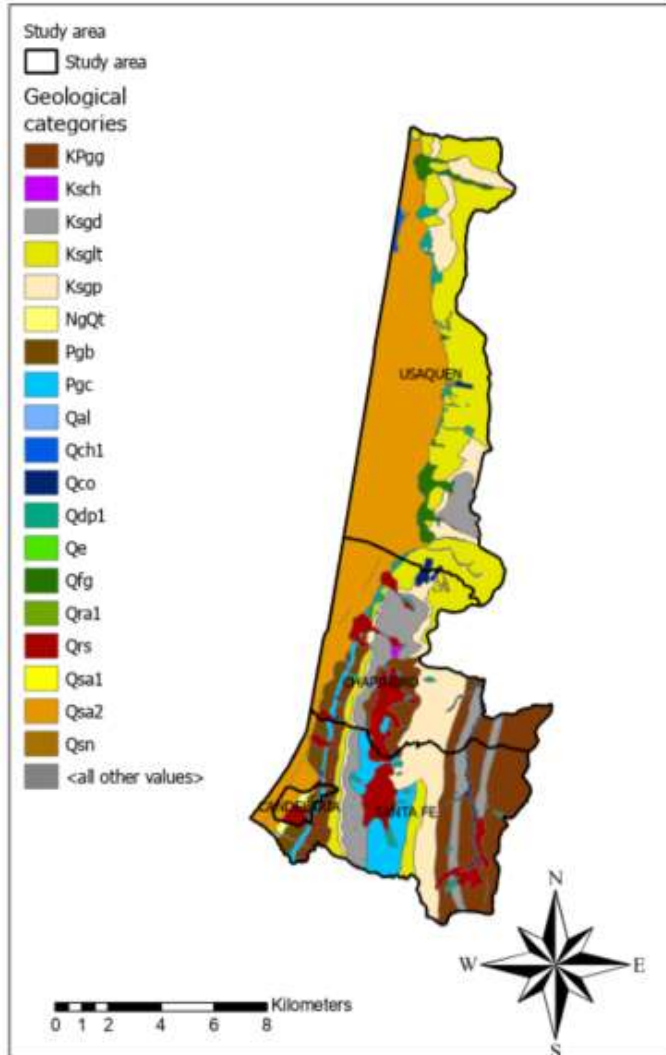 Study area
Study area
Geological
categories
KPgg
Ksch
Ksgd
Ksglt
Ksgp
NgQt
Pgb
Pgc
Qal
Qch1
Qco
Qdp1
Qe
Qfg
Qra1
Qrs
Qsa1
Qsa2
Qsn
<all other values>
USAQUEN
CHAPINERO
CANDELARIA
SANTA FE
N
W
E
S
Kilometers
0 1 2 4 6 8